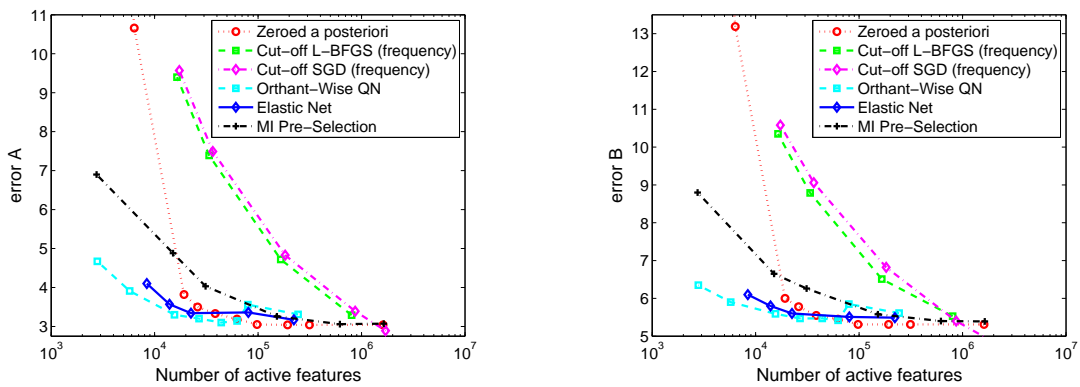 11
10
9
8
7
6
5
4
3
error A
10^3
10^4
10^5
10^6
10^7
Number of active features
Zeroed a posteriori
Cut-off L-BFGS (frequency)
Cut-off SGD (frequency)
Orthant-Wise QN
Elastic Net
MI Pre-Selection
13
12
11
10
9
8
7
6
5
error B
10^3
10^4
10^5
10^6
10^7
Number of active features
Zeroed a posteriori
Cut-off L-BFGS (frequency)
Cut-off SGD (frequency)
Orthant-Wise QN
Elastic Net
MI Pre-Selection